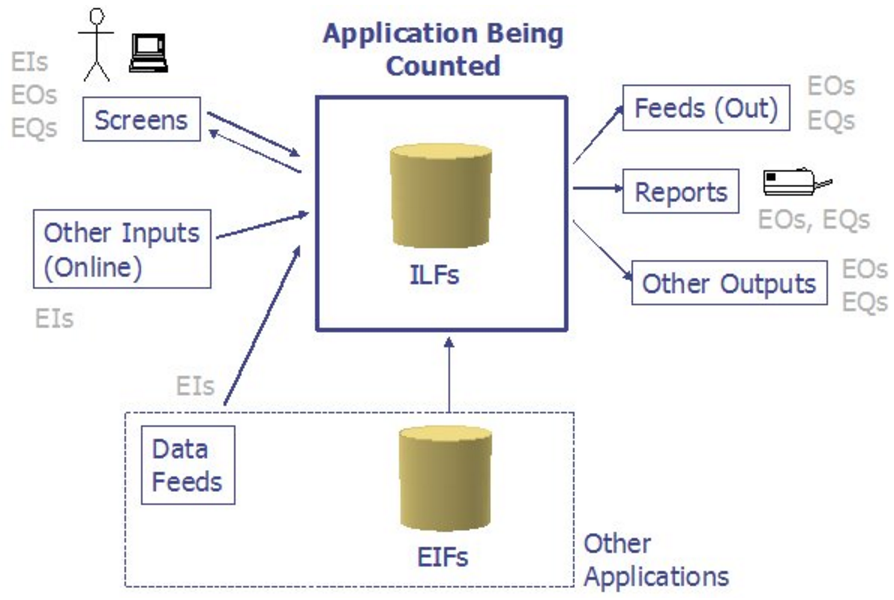 Application Being
Counted
EIs
EOs
EQs
Screens
Other Inputs
(Online)
EIs
EIs
ILFs
Feeds (Out)
EOs
EQs
Reports
EOs, EQs
Other Outputs
EOs
EQs
Data
Feeds
EIFs
Other
Applications